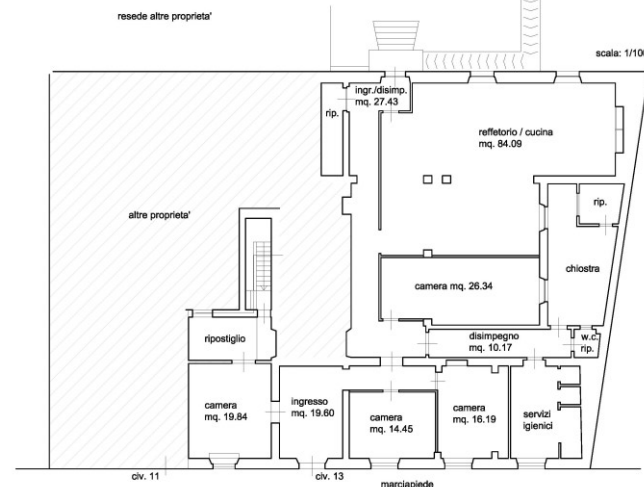 resede altre proprieta'
scala: 1/100
ingr./disimp.
mq. 27.43
rip.
reffetorio / cucina
mq. 84.09
rip.
altre proprieta'
chiostra
camera mq. 26.34
ripostiglio
disimpegno
mq. 10.17
w.c.
rip.
camera
mq. 19.84
ingresso
mq. 19.60
camera
mq. 14.45
camera
mq. 16.19
servizi
igienici
civ. 11
civ. 13
marciapiede